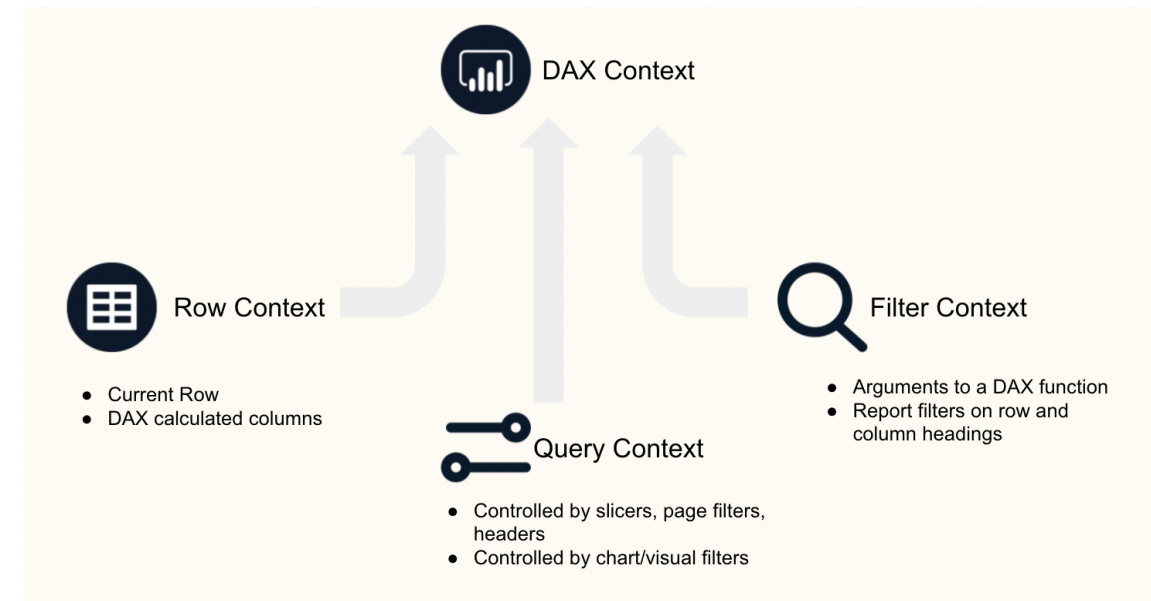 DAX Context
Row Context
● Current Row
● DAX calculated columns
Query Context
● Controlled by slicers, page filters,
headers
● Controlled by chart/visual filters
Filter Context
● Arguments to a DAX function
● Report filters on row and
column headings